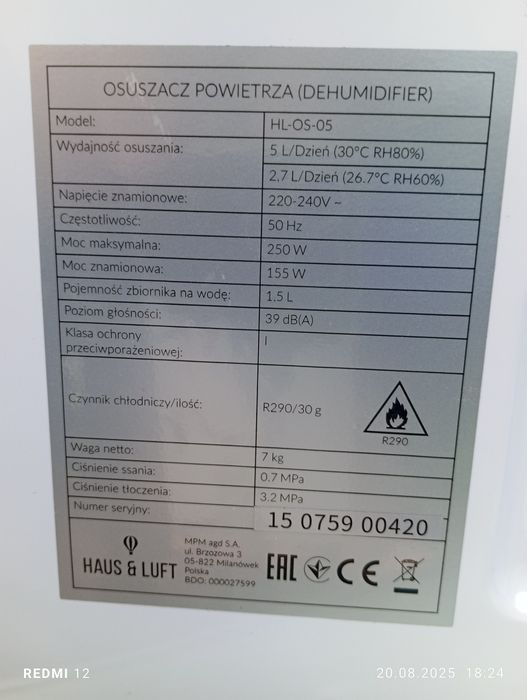 OSUSZACZ POWIETRZA (DEHUMIDIFIER)
Model: HL-OS-05
Wydajność osuszania: 5 L/Dzień (30°C RH80%)
2,7 L/Dzień (26.7°C RH60%)
Napięcie znamionowe: 220-240V ~
Częstotliwość: 50 Hz
Moc maksymalna: 250 W
Moc znamionowa: 155 W
Pojemność zbiornika na wodę: 1.5 L
Poziom głośności: 39 dB(A)
Klasa ochrony
przeciwporażeniowej: I
Czynnik chłodniczy/ilość: R290/30 g
R290
Waga netto: 7 kg
Ciśnienie ssania: 0.7 MPa
Ciśnienie tłoczenia: 3.2 MPa
Numer seryjny: 15 0759 00420
HAUS & LUFT
MPM agd S.A.
ul. Brzozowa 3
05-822 Milanówek
Polska
BDO: 000027599
EAC
CE
REDMI 12
20.08.2025 18:24